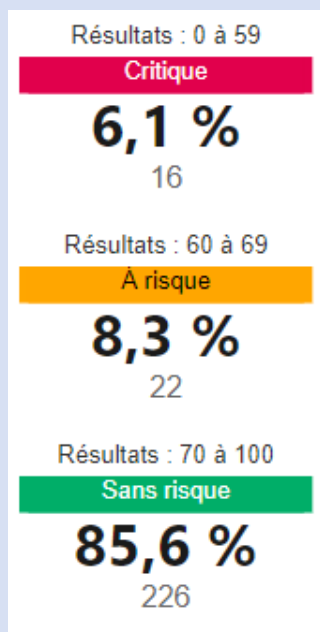 Résultats : 0 à 59
Critique
6,1 %
16
Résultats : 60 à 69
À risque
8,3 %
22
Résultats : 70 à 100
Sans risque
85,6 %
226